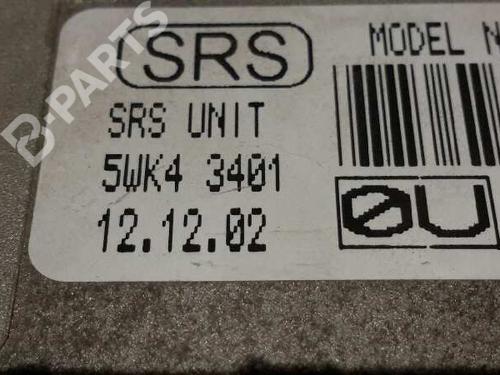 B-PARTS
SRS
MODEL N
SRS UNIT
5WK4 3401
12.12.02
0U